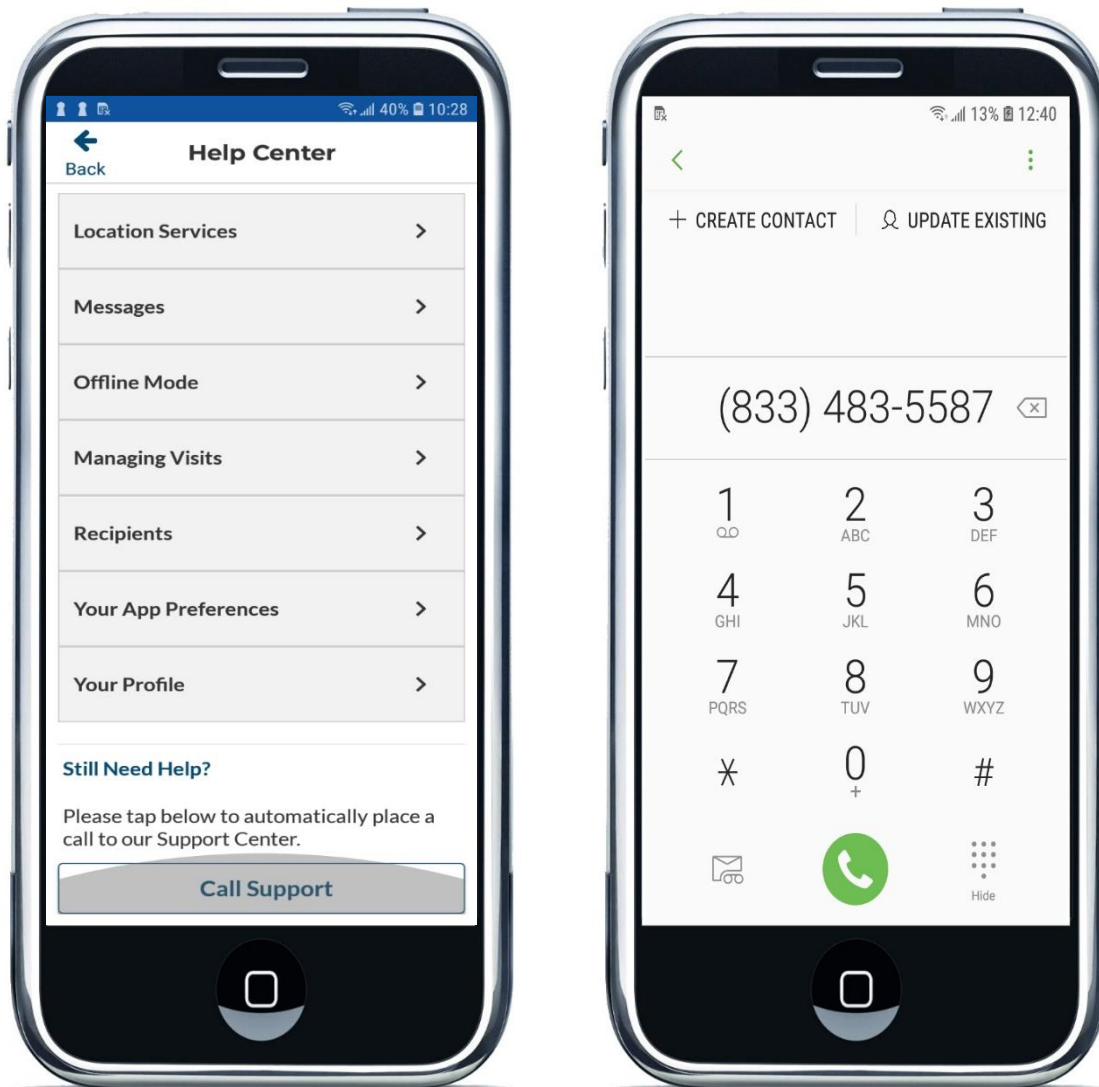 40% 10:28
Back
Help Center
Location Services
Messages
Offline Mode
Managing Visits
Recipients
Your App Preferences
Your Profile
Still Need Help?
Please tap below to automatically place a
call to our Support Center.
Call Support
13% 12:40
+ CREATE CONTACT UPDATE EXISTING
(833) 483-5587
1 2 3
ABC DEF
4 5 6
GHI JKL MNO
7 8 9
PQRS TUV WXYZ
* 0 #
+
Hide